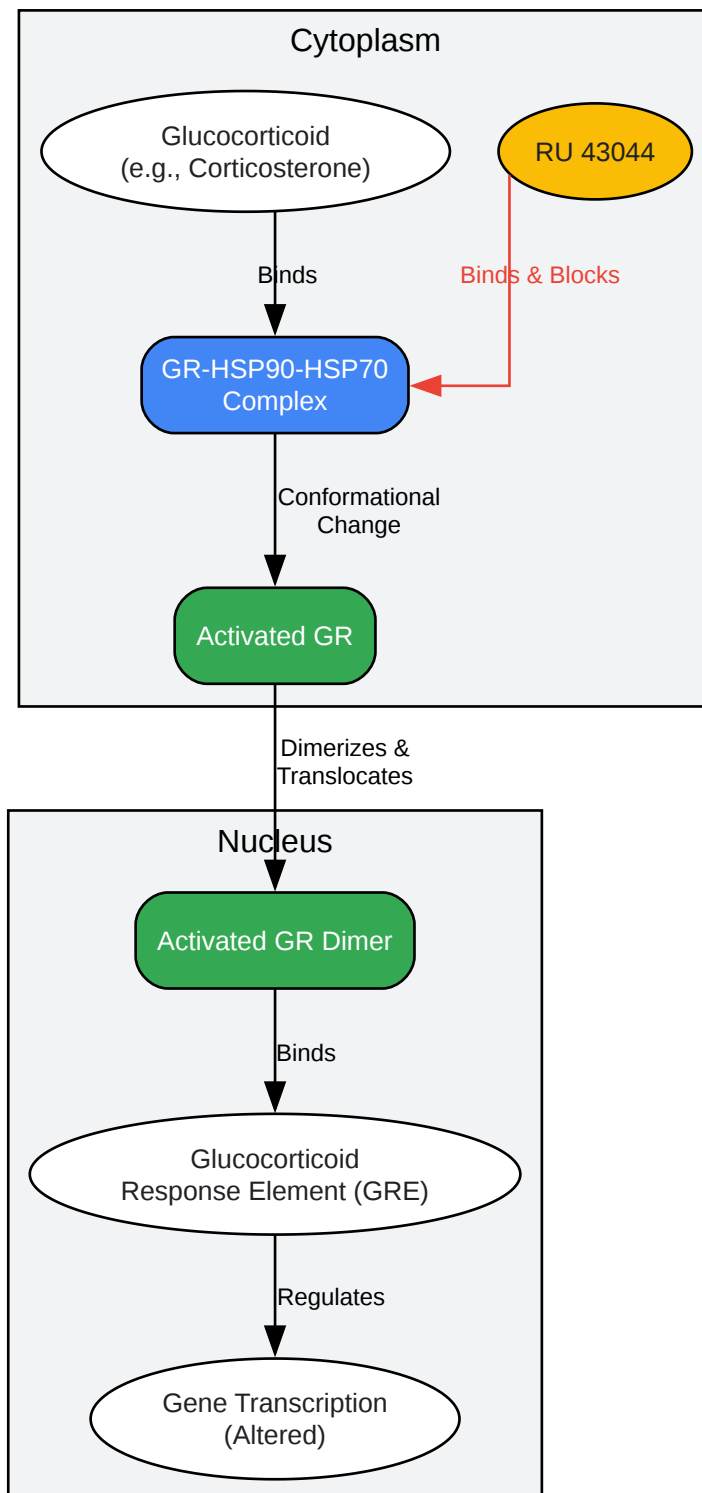 Cytoplasm
Glucocorticoid
(e.g., Corticosterone)
RU 43044
Binds
Binds & Blocks
GR-HSP90-HSP70
Complex
Conformational
Change
Activated GR
Dimerizes &
Translocates
Nucleus
Activated GR Dimer
Binds
Glucocorticoid
Response Element (GRE)
Regulates
Gene Transcription
(Altered)